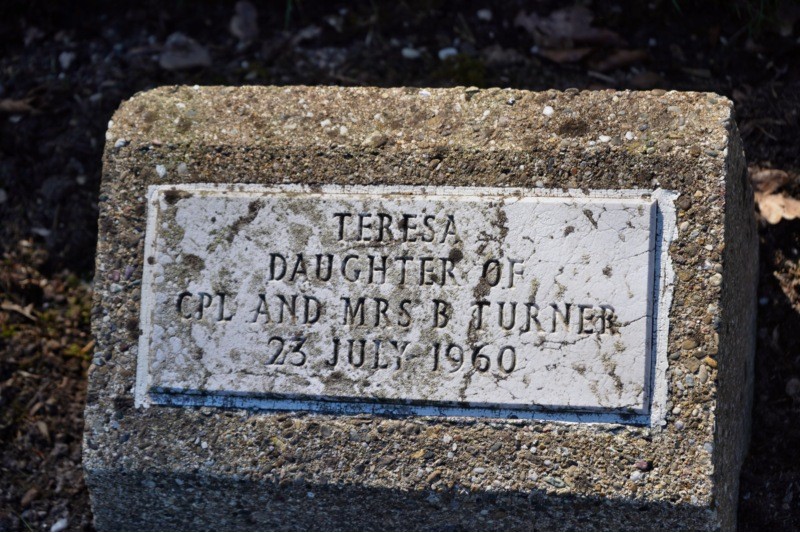 TERESA
DAUGHTER OF
CPL AND MRS B TURNER
23 JULY 1960